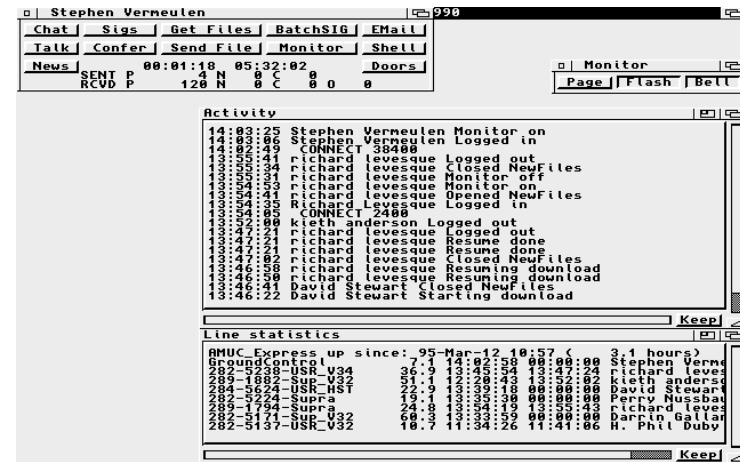 Stephen Vermeulen
990
Chat Sigs Get Files BatchSIG EMail
Talk Confer Send File Monitor Shell
News 00:01:18 05:32:02 Doors
SENT P 4 N 0 C 0
RCVD P 120 N 0 C 0 O 0
Monitor
Page Flash Bell
Activity
14:03:25 Stephen Vermeulen Monitor on
14:03:06 Stephen Vermeulen Logged in
14:02:49 CONNECT 38400
13:55:41 richard levesque Logged out
13:55:34 richard levesque Closed NewFiles
13:55:31 richard levesque Monitor off
13:54:53 richard levesque Monitor on
13:54:41 richard levesque Opened NewFiles
13:54:35 Richard Levesque Logged in
13:54:05 CONNECT 2400
13:52:00 kieth anderson Logged out
13:47:21 richard levesque Logged out
13:47:21 richard levesque Resume done
13:47:21 richard levesque Resume done
13:47:02 richard levesque Closed NewFiles
13:46:58 richard levesque Resuming download
13:46:50 richard levesque Resuming download
13:46:41 David Stewart Closed NewFiles
13:46:22 David Stewart Starting download
Keep
Line statistics
AMUC_Express up since: 95-Mar-12 10:57 ( 3.1 hours)
GroundControl 7.1 14:02:58 00:00:00 Stephen Verme
282-5238-USR_V34 36.9 13:45:54 13:47:24 richard leves
289-1882-Sup_V32 51.1 12:20:43 13:52:02 kieth anderso
284-5624-USR_HST 22.9 13:39:18 00:00:00 David Stewart
282-5224-Supra 19.1 13:35:30 00:00:00 Perry Nussbau
289-1794-Supra 24.8 13:54:19 13:55:43 richard leves
282-5171-Sup_V32 60.3 13:33:59 00:00:00 Darrin Gallan
282-5137-USR_V32 10.7 11:34:26 11:41:06 H. Phil Duby
Keep